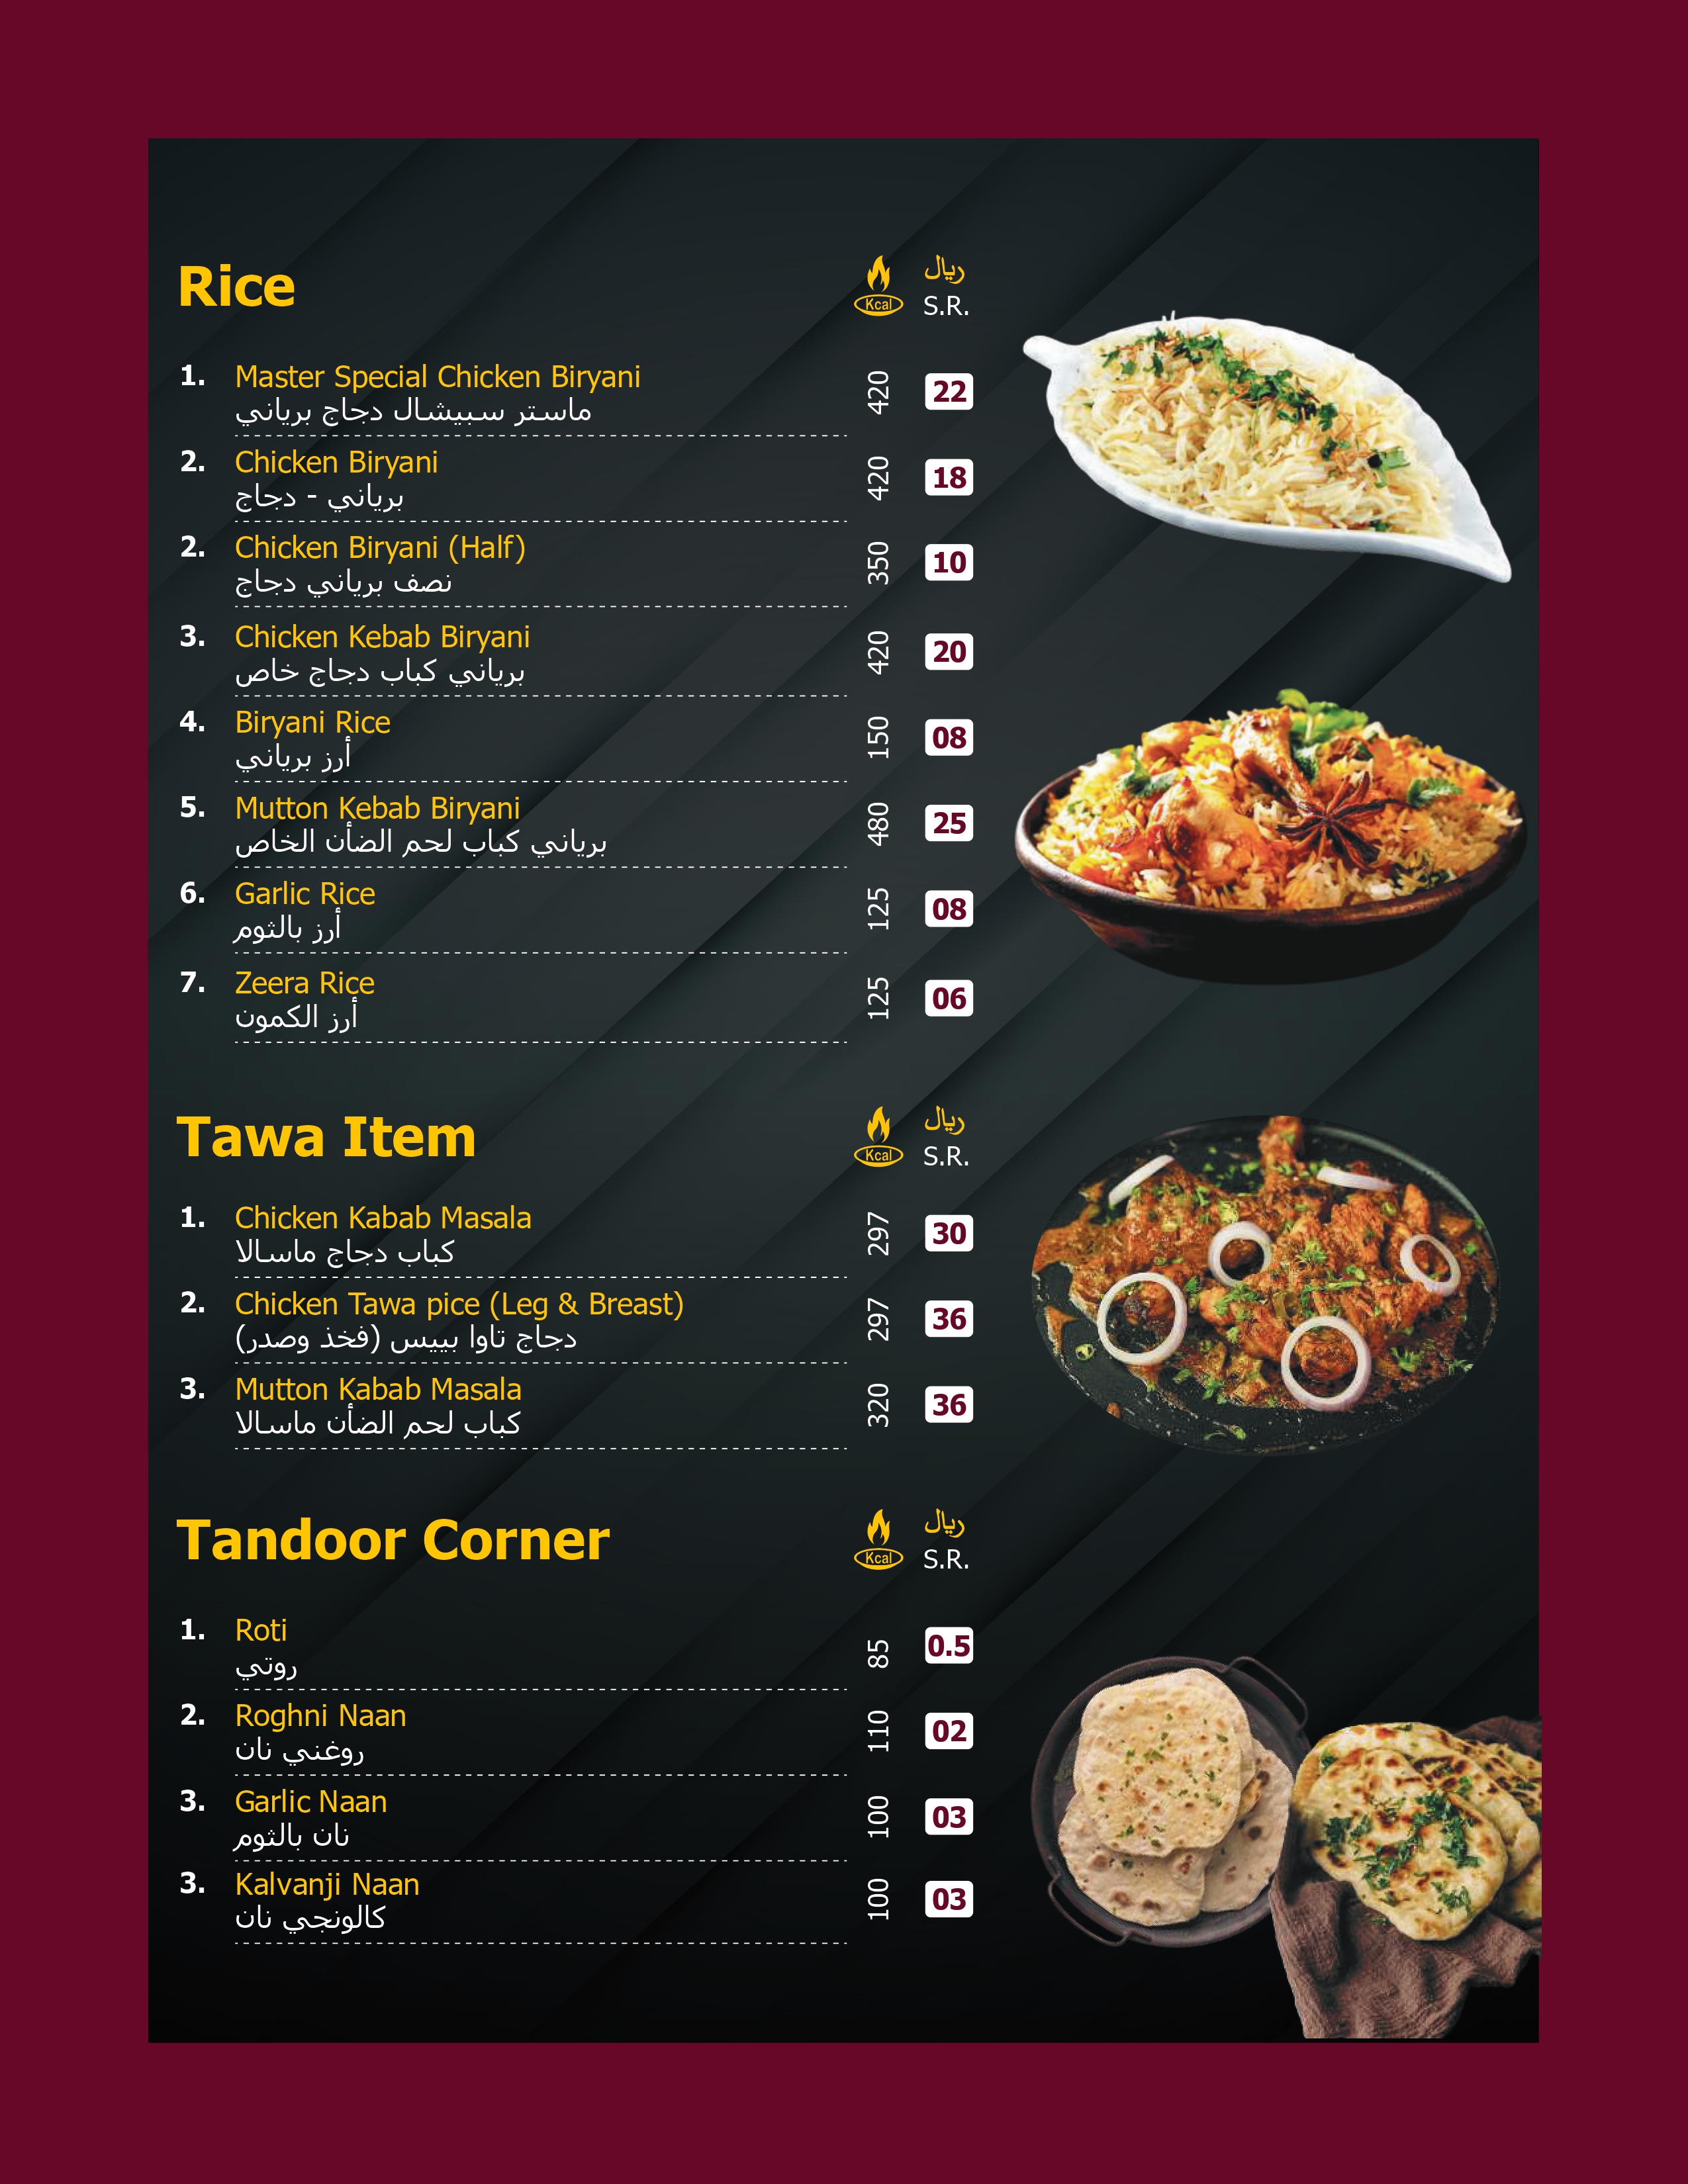 Rice
Kcal
ريال
S.R.
1. Master Special Chicken Biryani 420 22
ماستر سبيشال دجاج برياني
2. Chicken Biryani 420 18
برياني - دجاج
2. Chicken Biryani (Half) 350 10
نصف برياني دجاج
3. Chicken Kebab Biryani 420 20
برياني كباب دجاج خاص
4. Biryani Rice 150 08
أرز برياني
5. Mutton Kebab Biryani 480 25
برياني كباب لحم الضأن الخاص
6. Garlic Rice 125 08
أرز بالثوم
7. Zeera Rice 125 06
أرز الكمون
Tawa Item
Kcal
ريال
S.R.
1. Chicken Kabab Masala 297 30
كباب دجاج ماسالا
2. Chicken Tawa pice (Leg & Breast) 297 36
دجاج تاوا بييس (فخذ وصدر)
3. Mutton Kabab Masala 320 36
كباب لحم الضأن ماسالا
Tandoor Corner
Kcal
ريال
S.R.
1. Roti 85 0.5
روتي
2. Roghni Naan 110 02
روغني نان
3. Garlic Naan 100 03
نان بالثوم
3. Kalvanji Naan 100 03
كالونجي نان